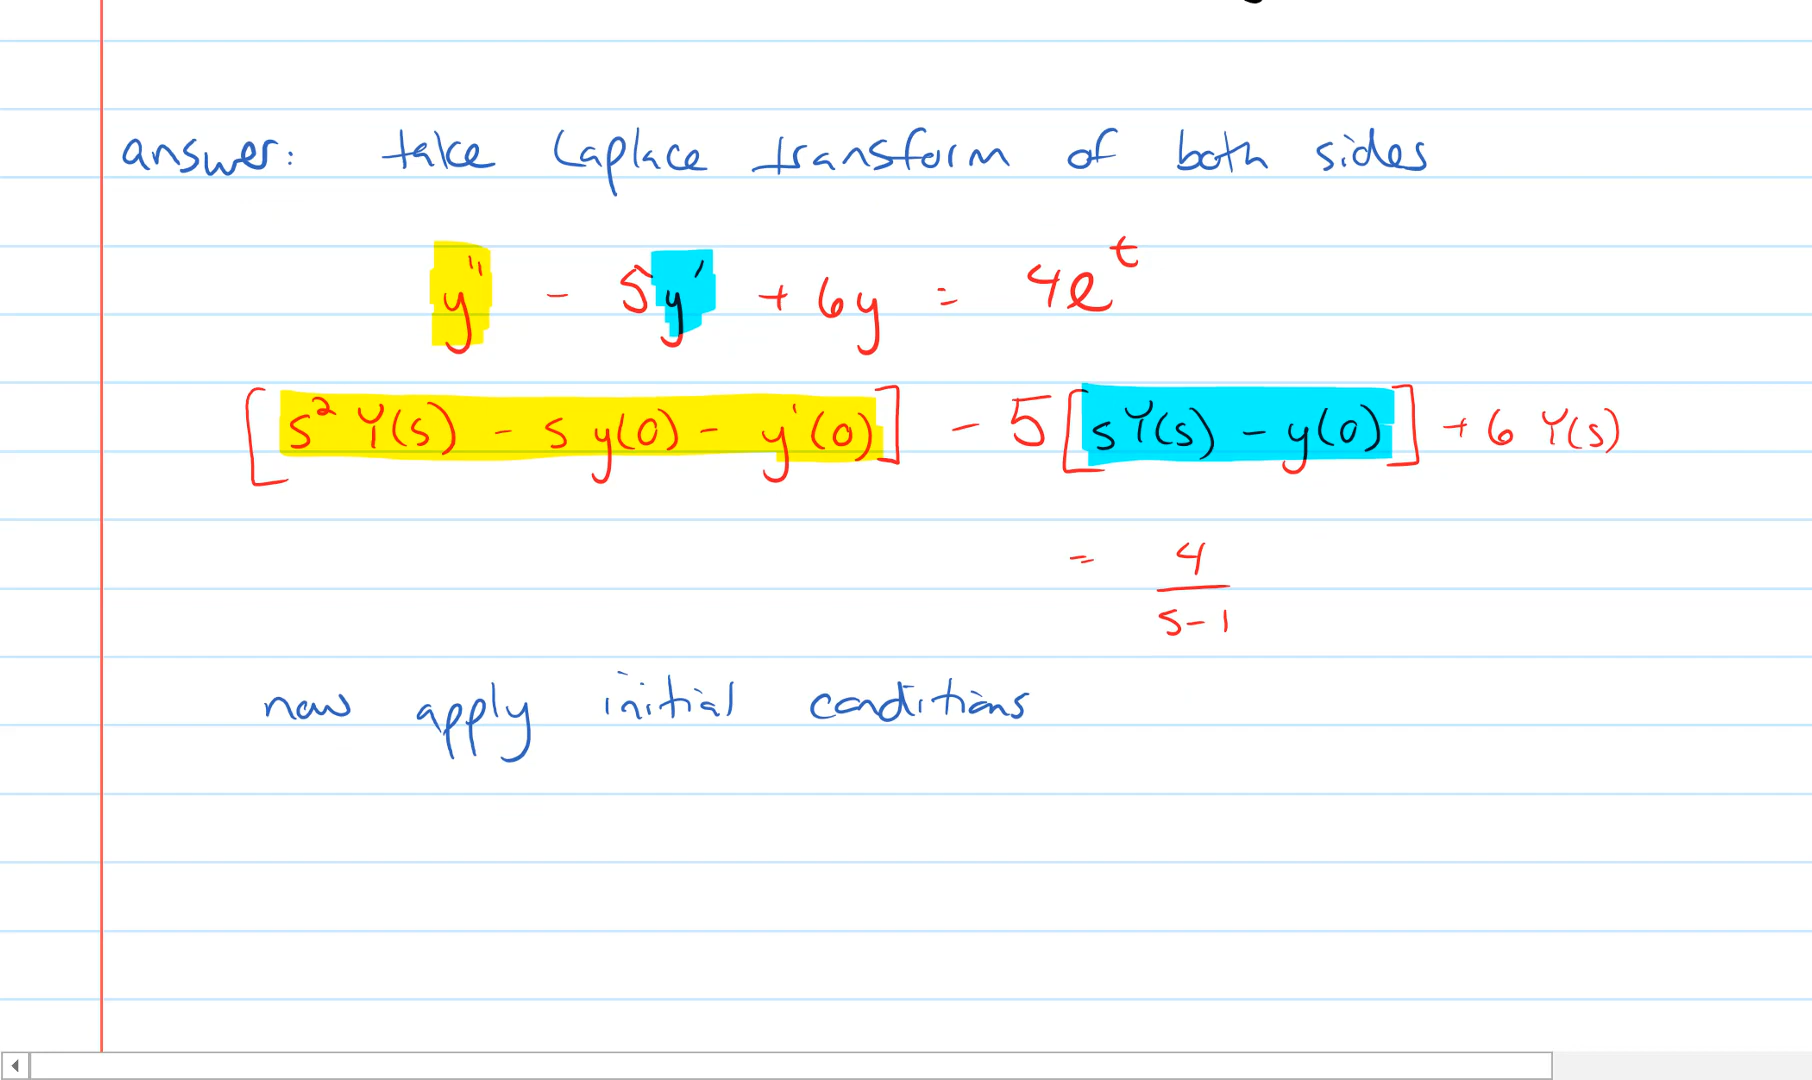 answer: take Laplace transform of both sides
y'' - 5y' + 6y = 4e^t
[s² Y(s) - s y(0) - y'(0)] - 5[sY(s) - y(0)] + 6 Y(s)
= 4/(s-1)
now apply initial conditions